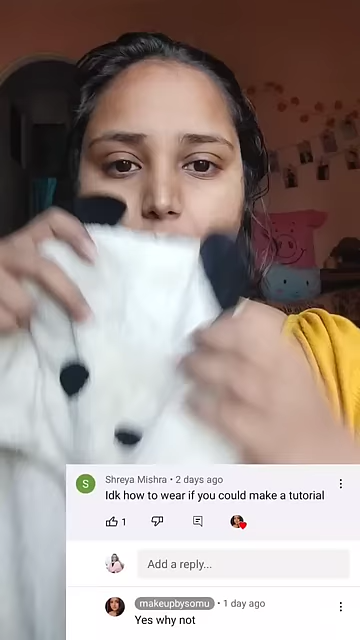 S
Shreya Mishra • 2 days ago
Idk how to wear if you could make a tutorial
1
Add a reply...
makeupbysomu • 1 day ago
Yes why not